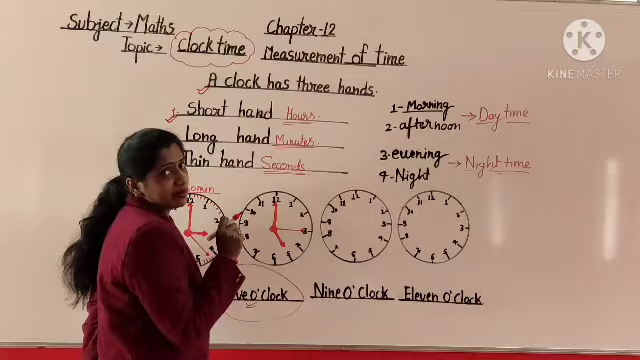 Subject → Maths
Chapter-12
Topic → Clock time
Measurement of time
A clock has three hands.
1. Short hand Hours.
Long hand Minutes
Thin hand Seconds
1- Morning
2- afternoon → Day time
3- evening
4- Night → Night time
O'Clock
Nine O'Clock
Eleven O'Clock
KINEMASTER